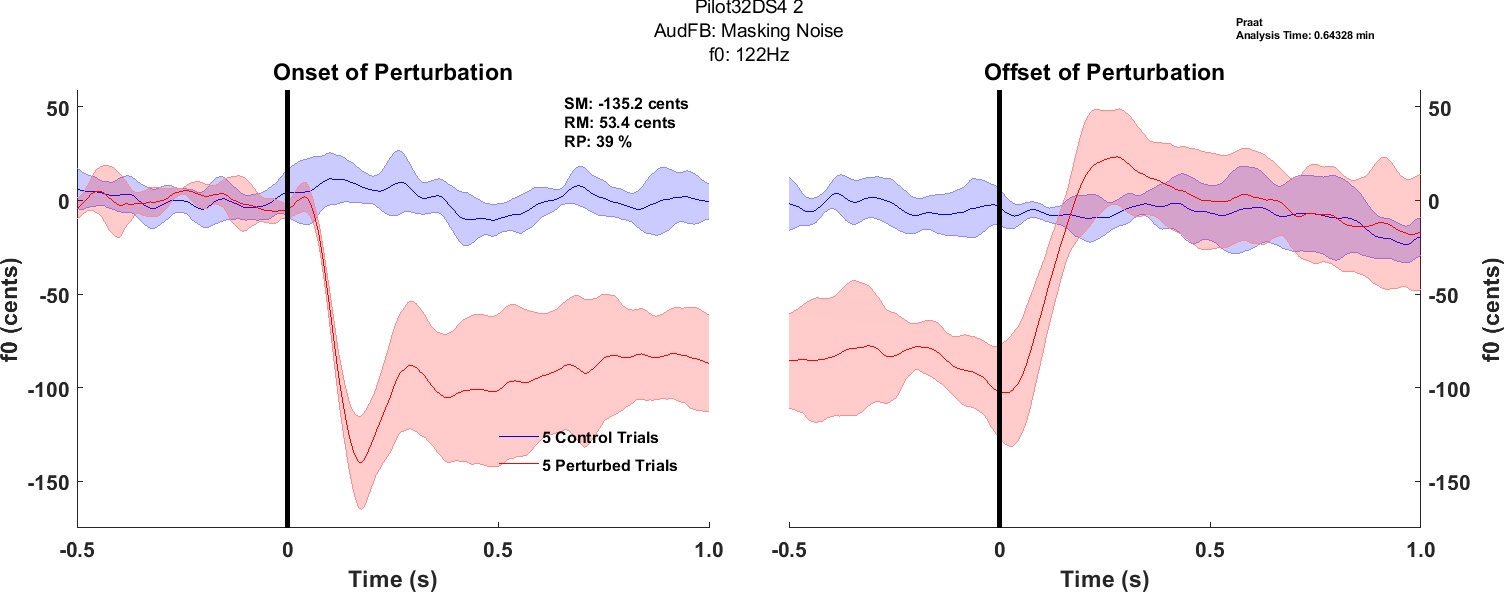 Pilot32DS4 2
AudFB: Masking Noise
f0: 122Hz
Praat
Analysis Time: 0.64328 min
Onset of Perturbation
SM: -135.2 cents
RM: 53.4 cents
RP: 39 %
50
0
-50
-100
-150
f0 (cents)
5 Control Trials
5 Perturbed Trials
-0.5
0
0.5
1.0
Time (s)
Offset of Perturbation
50
0
-50
-100
-150
f0 (cents)
-0.5
0
0.5
1.0
Time (s)